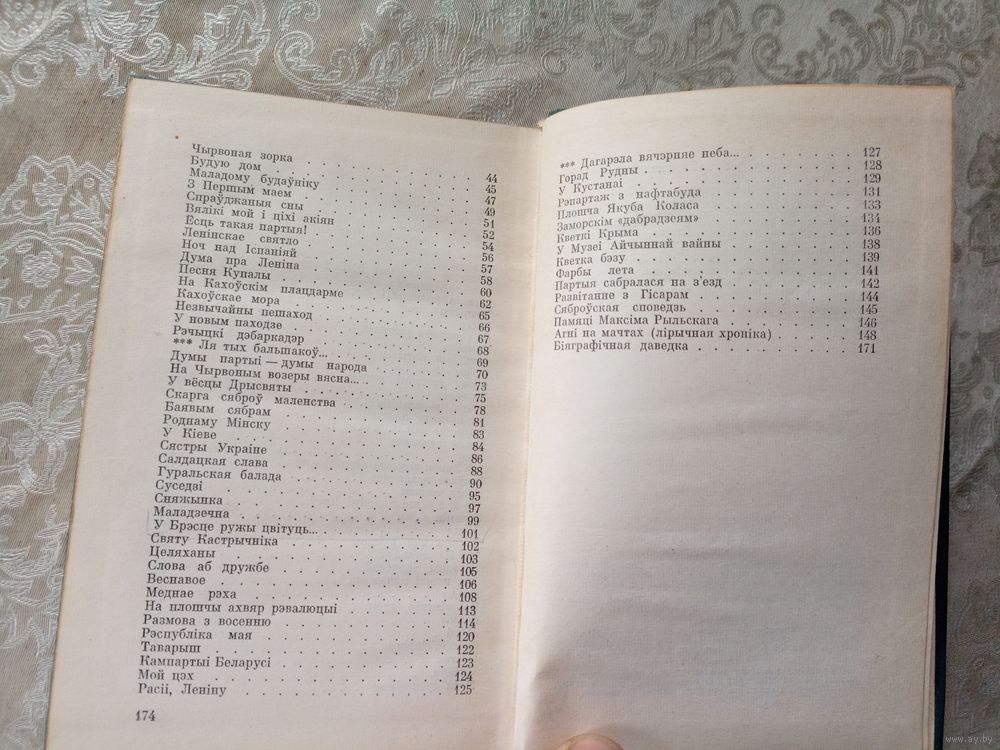 Чырвоная зорка . . . . . . . . 44
Будую дом . . . . . . . . 45
Маладому будаўніку . . . . . . . . 47
З Першым маем . . . . . . . . 49
Спраўджаныя сны . . . . . . . . 51
Вялікі мой і ціхі акіян . . . . . . . . 52
Ёсць такая партыя! . . . . . . . . 54
Ленінскае святло . . . . . . . . 56
Ноч над Іспаніяй . . . . . . . . 57
Дума пра Леніна . . . . . . . . 58
Песня Купалы . . . . . . . . 60
На Кахоўскім плацдарме . . . . . . . . 62
Кахоўскае мора . . . . . . . . 65
Незвычайны пешаход . . . . . . . . 66
У новым паходзе . . . . . . . . 67
Рэчыцкі дэбаркадэр . . . . . . . . 68
*** Ля тых бальшакоў... . . . . . . . . 69
Думы партыі — думы народа . . . . . . . . 70
На Чырвоным возеры вясна... . . . . . . . . 73
У вёсцы Дрысвяты . . . . . . . . 75
Скарга сяброў маленства . . . . . . . . 78
Баявым сябрам . . . . . . . . 81
Роднаму Мінску . . . . . . . . 83
У Кіеве . . . . . . . . 84
Сястры Украіне . . . . . . . . 86
Салдацкая слава . . . . . . . . 88
Гуральская балада . . . . . . . . 90
Суседзі . . . . . . . . 95
Сняжынка . . . . . . . . 97
Маладзечна . . . . . . . . 99
У Брэсце ружы цвітуць... . . . . . . . . 101
Святу Кастрычніка . . . . . . . . 102
Целяханы . . . . . . . . 103
Слова аб дружбе . . . . . . . . 105
Веснавое . . . . . . . . 106
Меднае рэха . . . . . . . . 108
На плошчы ахвяр рэвалюцыі . . . . . . . . 113
Размова з восенню . . . . . . . . 114
Рэспубліка мая . . . . . . . . 120
Таварыш . . . . . . . . 122
Кампартыі Беларусі . . . . . . . . 123
Мой цэх . . . . . . . . 124
Расіі, Леніну . . . . . . . . 125
174
*** Дагарэла вячэрняе неба... . . . . . . . . 127
Горад Рудны . . . . . . . . 128
У Кустанаі . . . . . . . . 129
Рэпартаж з нафтабуда . . . . . . . . 131
Плошча Якуба Коласа . . . . . . . . 133
Заморскім «дабрадзеям» . . . . . . . . 134
Кветкі Крыма . . . . . . . . 136
У Музеі Айчыннай вайны . . . . . . . . 138
Кветка бэзу . . . . . . . . 139
Фарбы лета . . . . . . . . 141
Партыя сабралася на з'езд . . . . . . . . 142
Развітанне з Гісарам . . . . . . . . 144
Сяброўская споведзь . . . . . . . . 145
Памяці Максіма Рыльскага . . . . . . . . 146
Агні на мачтах (лірычная хроніка) . . . . . . . . 148
Біяграфічная даведка . . . . . . . . 171
www.ay.by